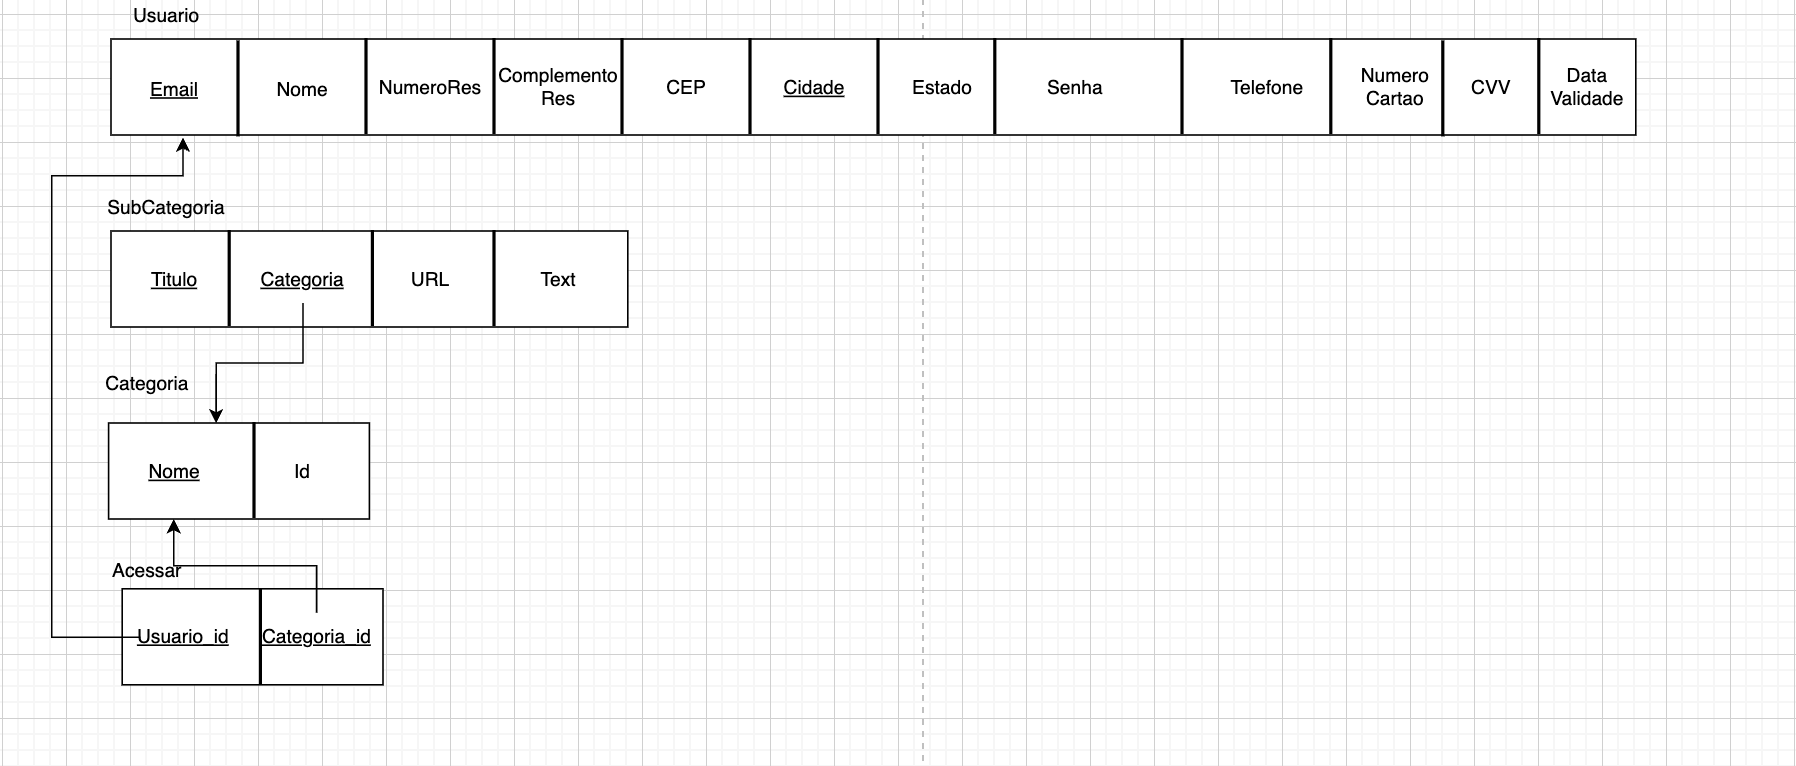 Usuario
Email
Nome
NumeroRes
Complemento
Res
CEP
Cidade
Estado
Senha
Telefone
Numero
Cartao
CVV
Data
Validade
SubCategoria
Titulo
Categoria
URL
Text
Categoria
Nome
Id
Acessar
Usuario_id
Categoria_id